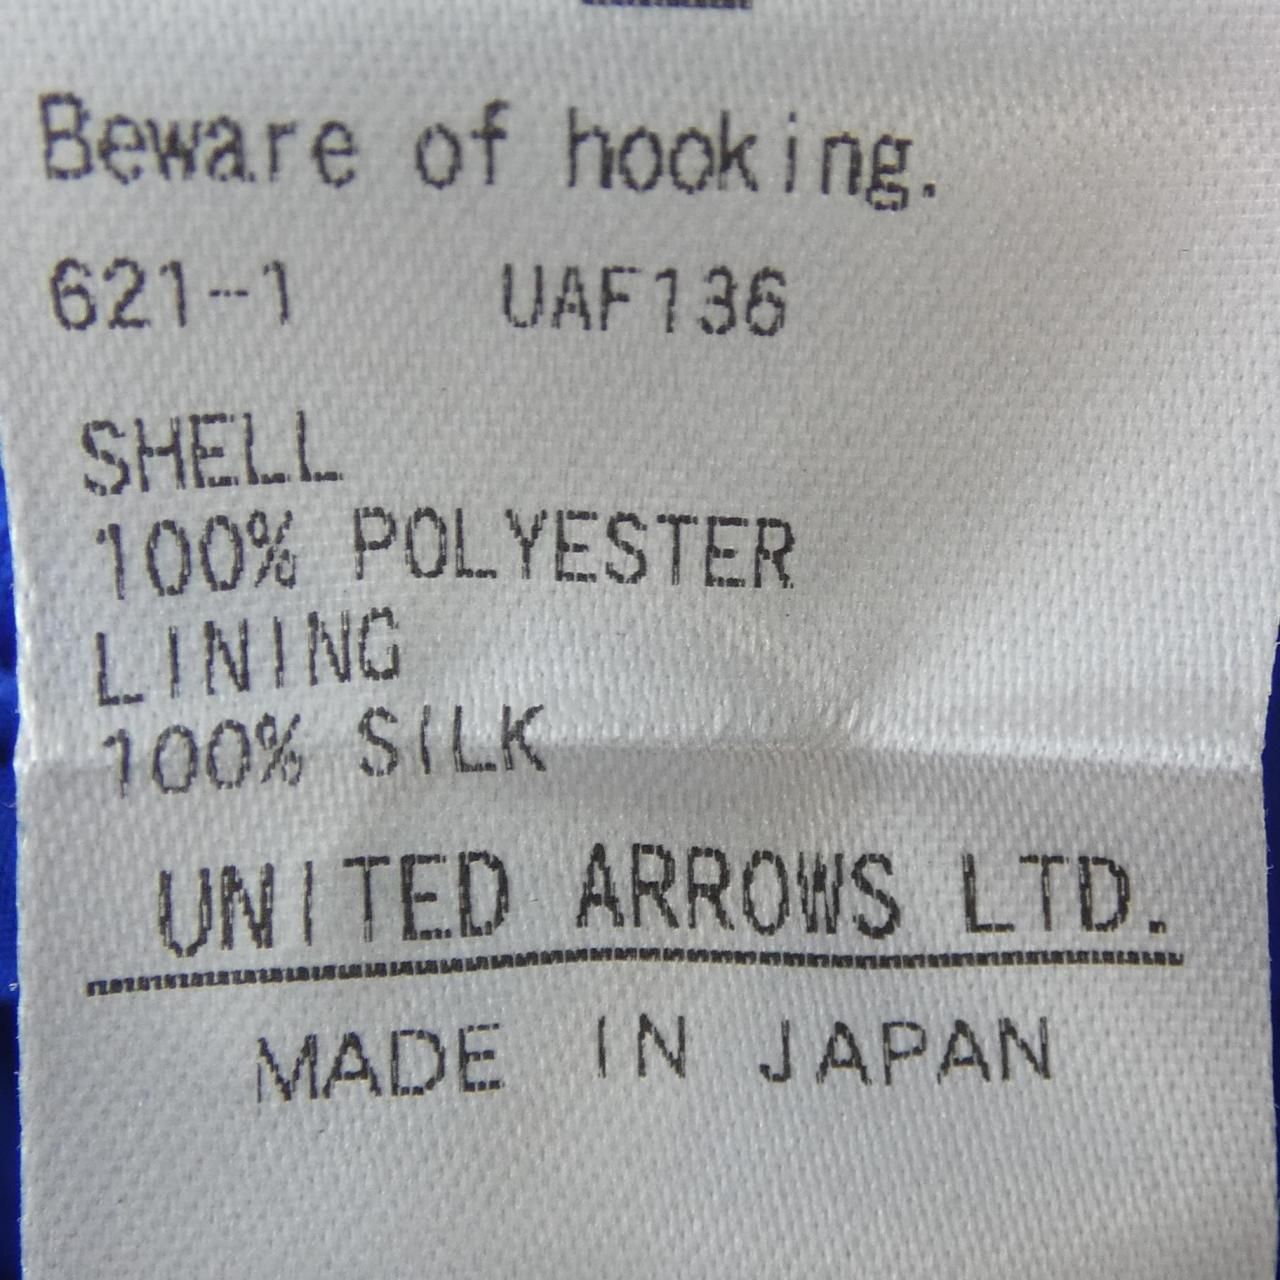 Beware of hooking.
621-1 UAF136
SHELL
100% POLYESTER
LINING
100% SILK
UNITED ARROWS LTD.
MADE IN JAPAN